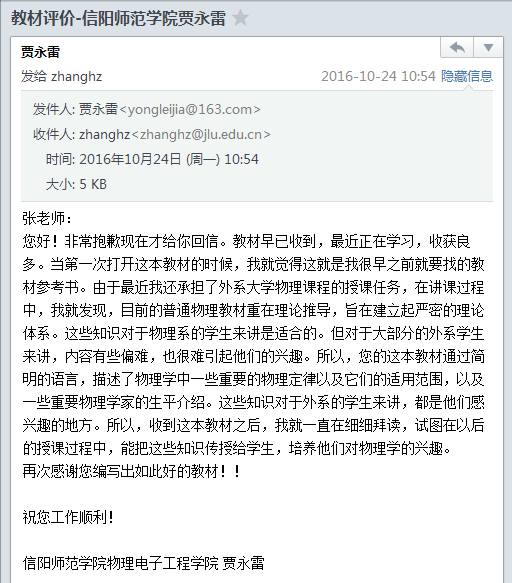 教材评价-信阳师范学院贾永雷
贾永雷
发给 zhanghz 2016-10-24 10:54 隐藏信息
发件人: 贾永雷<yongleijia@163.com>
收件人: zhanghz<zhanghz@jlu.edu.cn>
时间: 2016年10月24日 (周一) 10:54
大小: 5 KB
张老师：
您好！非常抱歉现在才给你回信。教材早已收到，最近正在学习，收获良
多。当第一次打开这本教材的时候，我就觉得这就是我很早之前就要找的教
材参考书。由于最近我还承担了外系大学物理课程的授课任务，在讲课过程
中，我就发现，目前的普通物理教材重在理论推导，旨在建立起严密的理论
体系。这些知识对于物理系的学生来讲是适合的。但对于大部分的外系学生
来讲，内容有些偏难，也很难引起他们的兴趣。所以，您的这本教材通过简
明的语言，描述了物理学中一些重要的物理定律以及它们的适用范围，以及
一些重要物理学家的生平介绍。这些知识对于外系的学生来讲，都是他们感
兴趣的地方。所以，收到这本教材之后，我就一直在细细拜读，试图在以后
的授课过程中，能把这些知识传授给学生，培养他们对物理学的兴趣。
再次感谢您编写出如此好的教材！！
祝您工作顺利！
信阳师范学院物理电子工程学院 贾永雷